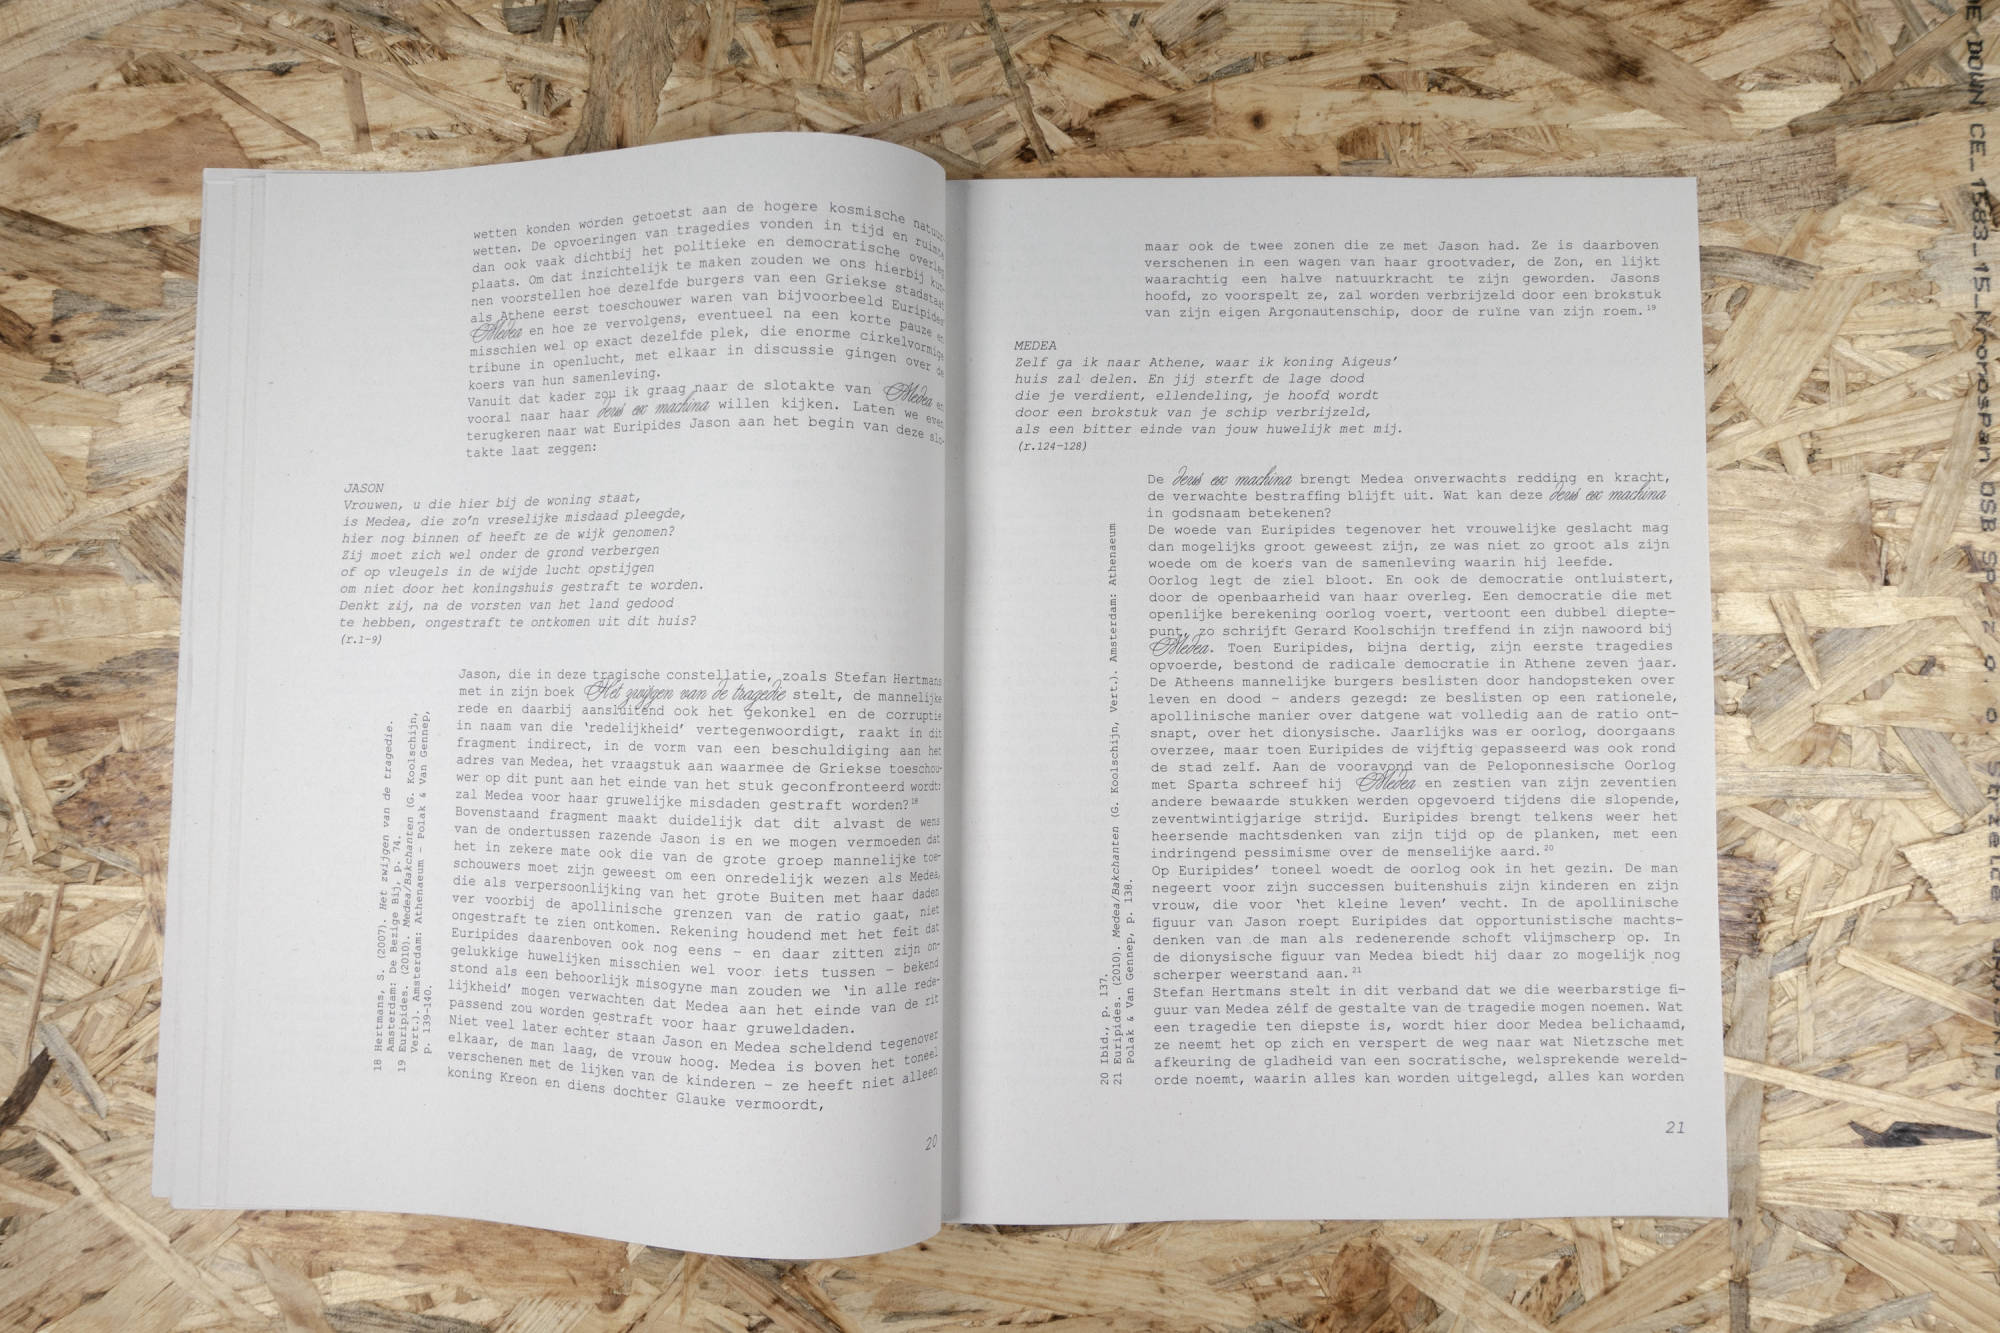 wetten konden worden getoetst aan de hogere kosmische natuur-
wetten. De opvoeringen van tragedies vonden in tijd en ruimte
dan ook vaak dichtbij het politieke en democratische overleg
plaats. Om dat inzichtelijk te maken zouden we ons hierbij kun-
nen voorstellen hoe dezelfde burgers van een Griekse stadstaat
als Athene eerst toeschouwer waren van bijvoorbeeld Euripides
Medea en hoe ze vervolgens, eventueel na een korte pauze en
misschien wel op exact dezelfde plek, die enorme cirkelvormige
tribune in openlucht, met elkaar in discussie gingen over de
koers van hun samenleving.
Vanuit dat kader zou ik graag naar de slotakte van Medea en
vooral naar haar deus ex machina willen kijken. Laten we even
terugkeren naar wat Euripides Jason aan het begin van deze slo-
takte laat zeggen:
JASON
Vrouwen, u die hier bij de woning staat,
is Medea, die zo'n vreselijke misdaad pleegde,
hier nog binnen of heeft ze de wijk genomen?
Zij moet zich wel onder de grond verbergen
of op vleugels in de wijde lucht opstijgen
om niet door het koningshuis gestraft te worden.
Denkt zij, na de vorsten van het land gedood
te hebben, ongestraft te ontkomen uit dit huis?
(r.1-9)
Jason, die in deze tragische constellatie, zoals Stefan Hertmans
met in zijn boek Het zwijgen van de tragedie stelt, de mannelijke
rede en daarbij aansluitend ook het gekonkel en de corruptie
in naam van die 'redelijkheid' vertegenwoordigt, raakt in dit
fragment indirect, in de vorm van een beschuldiging aan het
adres van Medea, het vraagstuk aan waarmee de Griekse toeschou-
wer op dit punt aan het einde van het stuk geconfronteerd wordt:
zal Medea voor haar gruwelijke misdaden gestraft worden?18
Bovenstaand fragment maakt duidelijk dat dit alvast de wens
van de ondertussen razende Jason is en we mogen vermoeden dat
het in zekere mate ook die van de grote groep mannelijke toe-
schouwers moet zijn geweest om een onredelijk wezen als Medea,
die als verpersoonlijking van het grote Buiten met haar daden
ver voorbij de apollinische grenzen van de ratio gaat, niet
ongestraft te zien ontkomen. Rekening houdend met het feit dat
Euripides daarenboven ook nog eens – en daar zitten zijn on-
gelukkige huwelijken misschien wel voor iets tussen – bekend
stond als een behoorlijk misogyne man zouden we 'in alle rede-
lijkheid' mogen verwachten dat Medea aan het einde van de rit
passend zou worden gestraft voor haar gruweldaden.
Niet veel later echter staan Jason en Medea scheldend tegenover
elkaar, de man laag, de vrouw hoog. Medea is boven het toneel
verschenen met de lijken van de kinderen – ze heeft niet alleen
koning Kreon en diens dochter Glauke vermoordt,
18 Hertmans, S. (2007). Het zwijgen van de tragedie.
Amsterdam: De Bezige Bij, p. 74.
19 Euripides. (2010). Medea/Bakchanten (G. Koolschijn,
Vert.). Amsterdam: Athenaeum – Polak & Van Gennep,
p. 139-140.
20
maar ook de twee zonen die ze met Jason had. Ze is daarboven
verschenen in een wagen van haar grootvader, de Zon, en lijkt
waarachtig een halve natuurkracht te zijn geworden. Jasons
hoofd, zo voorspelt ze, zal worden verbrijzeld door een brokstuk
van zijn eigen Argonautenschip, door de ruïne van zijn roem.19
MEDEA
Zelf ga ik naar Athene, waar ik koning Aigeus'
huis zal delen. En jij sterft de lage dood
die je verdient, ellendeling, je hoofd wordt
door een brokstuk van je schip verbrijzeld,
als een bitter einde van jouw huwelijk met mij.
(r.124-128)
De deus ex machina brengt Medea onverwachts redding en kracht,
de verwachte bestraffing blijft uit. Wat kan deze deus ex machina
in godsnaam betekenen?
De woede van Euripides tegenover het vrouwelijke geslacht mag
dan mogelijks groot geweest zijn, ze was niet zo groot als zijn
woede om de koers van de samenleving waarin hij leefde.
Oorlog legt de ziel bloot. En ook de democratie ontluistert,
door de openbaarheid van haar overleg. Een democratie die met
openlijke berekening oorlog voert, vertoont een dubbel diepte-
punt, zo schrijft Gerard Koolschijn treffend in zijn nawoord bij
Medea. Toen Euripides, bijna dertig, zijn eerste tragedies
opvoerde, bestond de radicale democratie in Athene zeven jaar.
De Atheens mannelijke burgers beslisten door handopsteken over
leven en dood – anders gezegd: ze beslisten op een rationele,
apollinische manier over datgene wat volledig aan de ratio ont-
snapt, over het dionysische. Jaarlijks was er oorlog, doorgaans
overzee, maar toen Euripides de vijftig gepasseerd was ook rond
de stad zelf. Aan de vooravond van de Peloponnesische Oorlog
met Sparta schreef hij Medea en zestien van zijn zeventien
andere bewaarde stukken werden opgevoerd tijdens die slopende,
zeventwintigjarige strijd. Euripides brengt telkens weer het
heersende machtsdenken van zijn tijd op de planken, met een
indringend pessimisme over de menselijke aard.20
Op Euripides' toneel woedt de oorlog ook in het gezin. De man
negeert voor zijn successen buitenshuis zijn kinderen en zijn
vrouw, die voor 'het kleine leven' vecht. In de apollinische
figuur van Jason roept Euripides dat opportunistische machts-
denken van de man als redenerende schoft vlijmscherp op. In
de dionysische figuur van Medea biedt hij daar zo mogelijk nog
scherper weerstand aan.21
Stefan Hertmans stelt in dit verband dat we die weerbarstige fi-
guur van Medea zélf de gestalte van de tragedie mogen noemen. Wat
een tragedie ten diepste is, wordt hier door Medea belichaamd,
ze neemt het op zich en verspert de weg naar wat Nietzsche met
afkeuring de gladheid van een socratische, welsprekende wereld-
orde noemt, waarin alles kan worden uitgelegd, alles kan worden
20 Ibid., p. 137.
21 Euripides. (2010). Medea/Bakchanten (G. Koolschijn, Vert.). Amsterdam: Athenaeum
Polak & Van Gennep, p. 138.
21
DOWN CE_1583_15_Kronospan OSB Sp. z o. o Strzelce